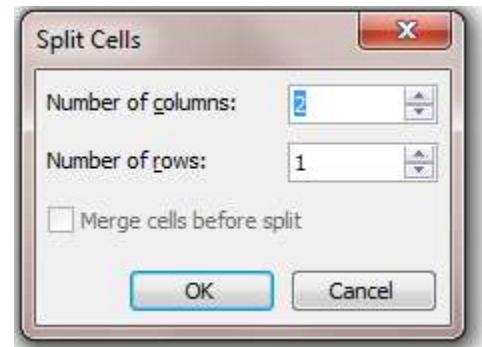 Split Cells
Number of columns: 2
Number of rows: 1
Merge cells before split
OK Cancel